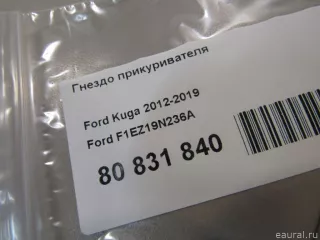 Гнездо прикуривателя
Ford Kuga 2012-2019
Ford F1EZ19N236A
80 831 840
eaural.ru